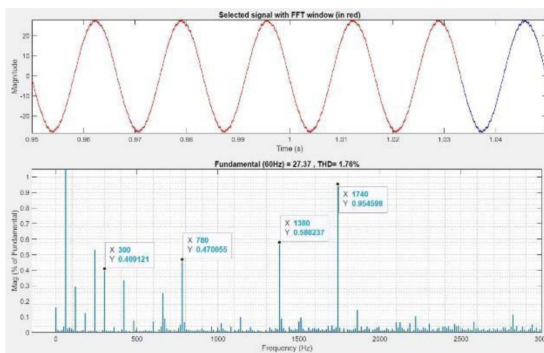 Selected signal with FFT window (in red)
Magnitude
20
10
0
-10
-20
0.95 0.96 0.97 0.98 0.99 1 1.01 1.02 1.03 1.04
Time (s)
Fundamental (60Hz) = 27.37 , THD= 1.76%
Mag (% of Fundamental)
1
0.9
0.8
0.7
0.6
0.5
0.4
0.3
0.2
0.1
0
X 300
Y 0.409121
X 780
Y 0.470055
X 1380
Y 0.580237
X 1740
Y 0.954599
0 500 1000 1500 2000 2500 3000
Frequency (Hz)